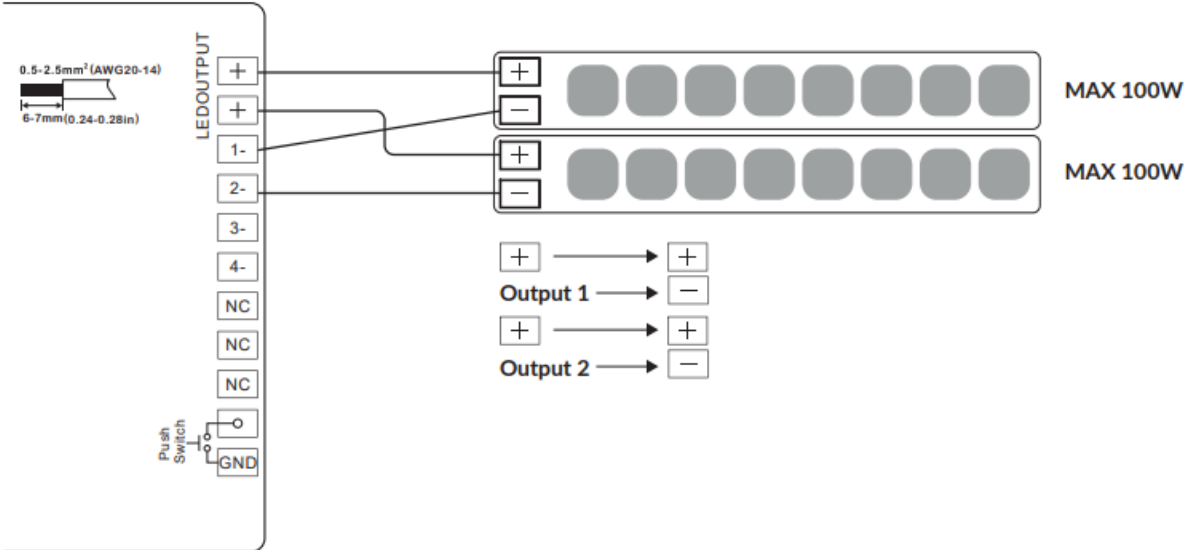 0.5-2.5mm²(AWG20-14)
6-7mm(0.24-0.28in)
LEDOUTPUT
+
+
1-
2-
3-
4-
NC
NC
NC
GND
Push
Switch
+
−
MAX 100W
+
−
MAX 100W
+ +
Output 1 −
+ +
Output 2 −